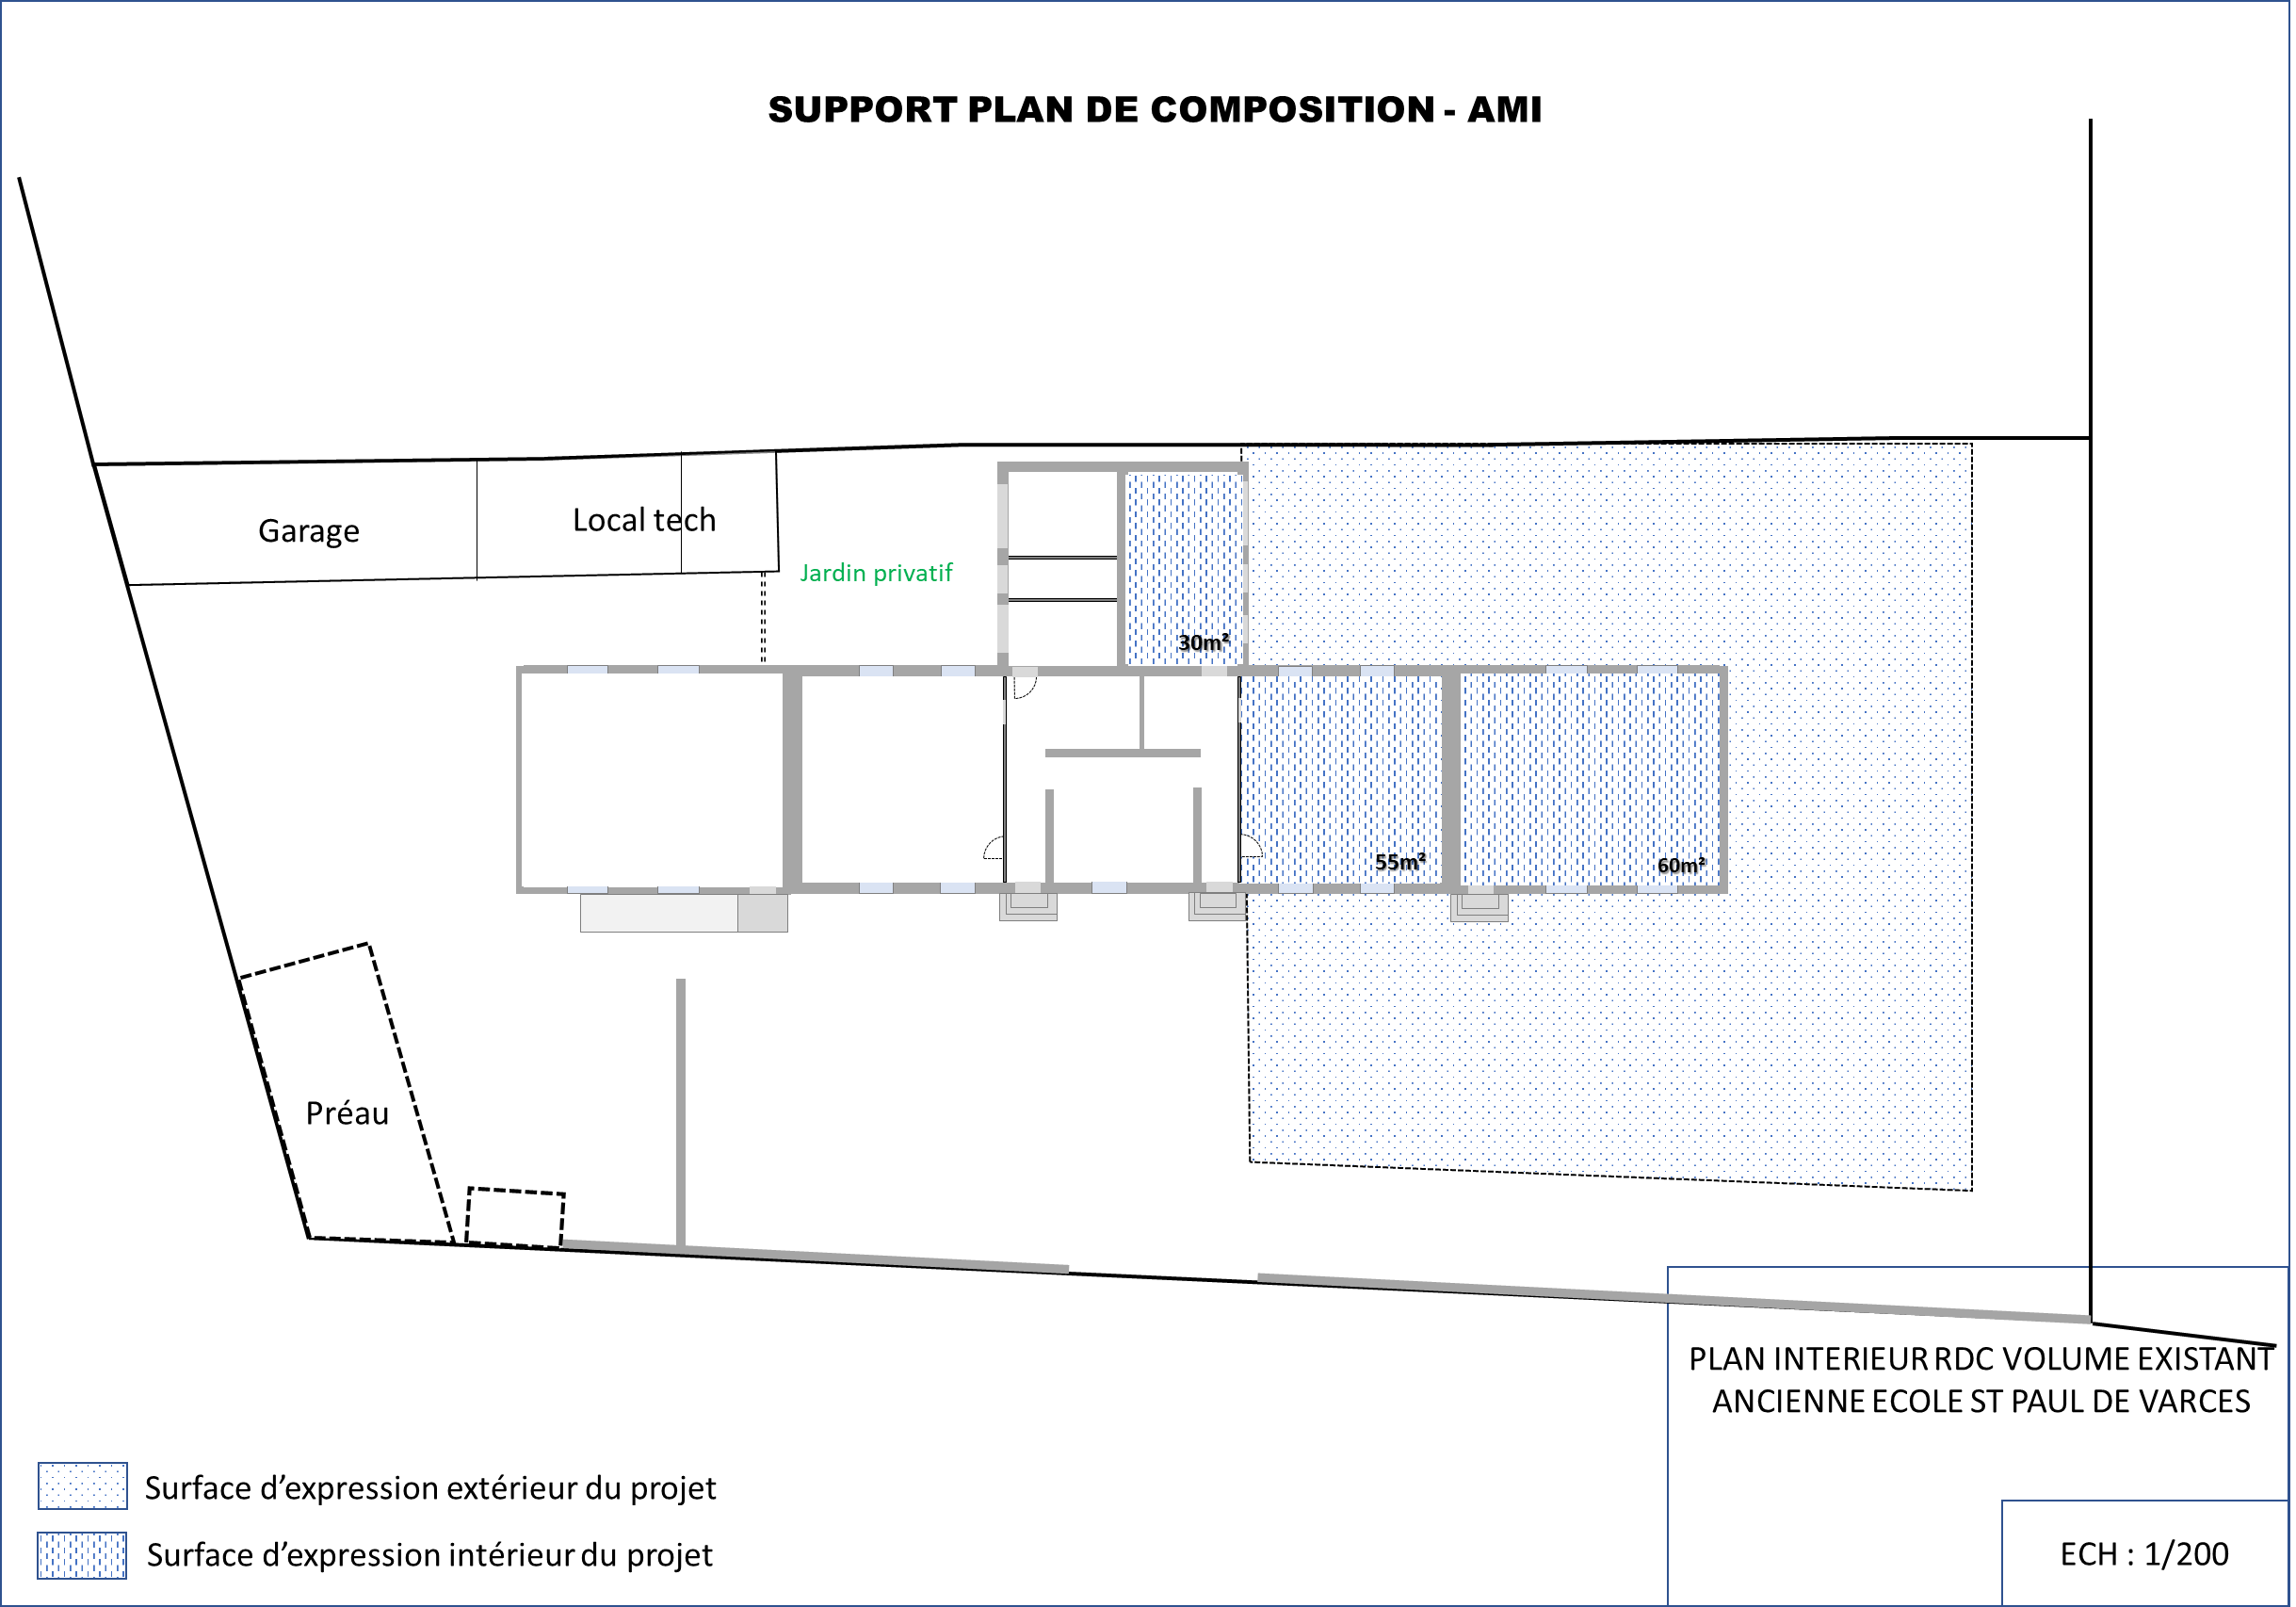 SUPPORT PLAN DE COMPOSITION - AMI
Garage
Local tech
Jardin privatif
30m²
55m²
60m²
Préau
PLAN INTERIEUR RDC VOLUME EXISTANT
ANCIENNE ECOLE ST PAUL DE VARCES
Surface d’expression extérieur du projet
Surface d’expression intérieur du projet
ECH : 1/200